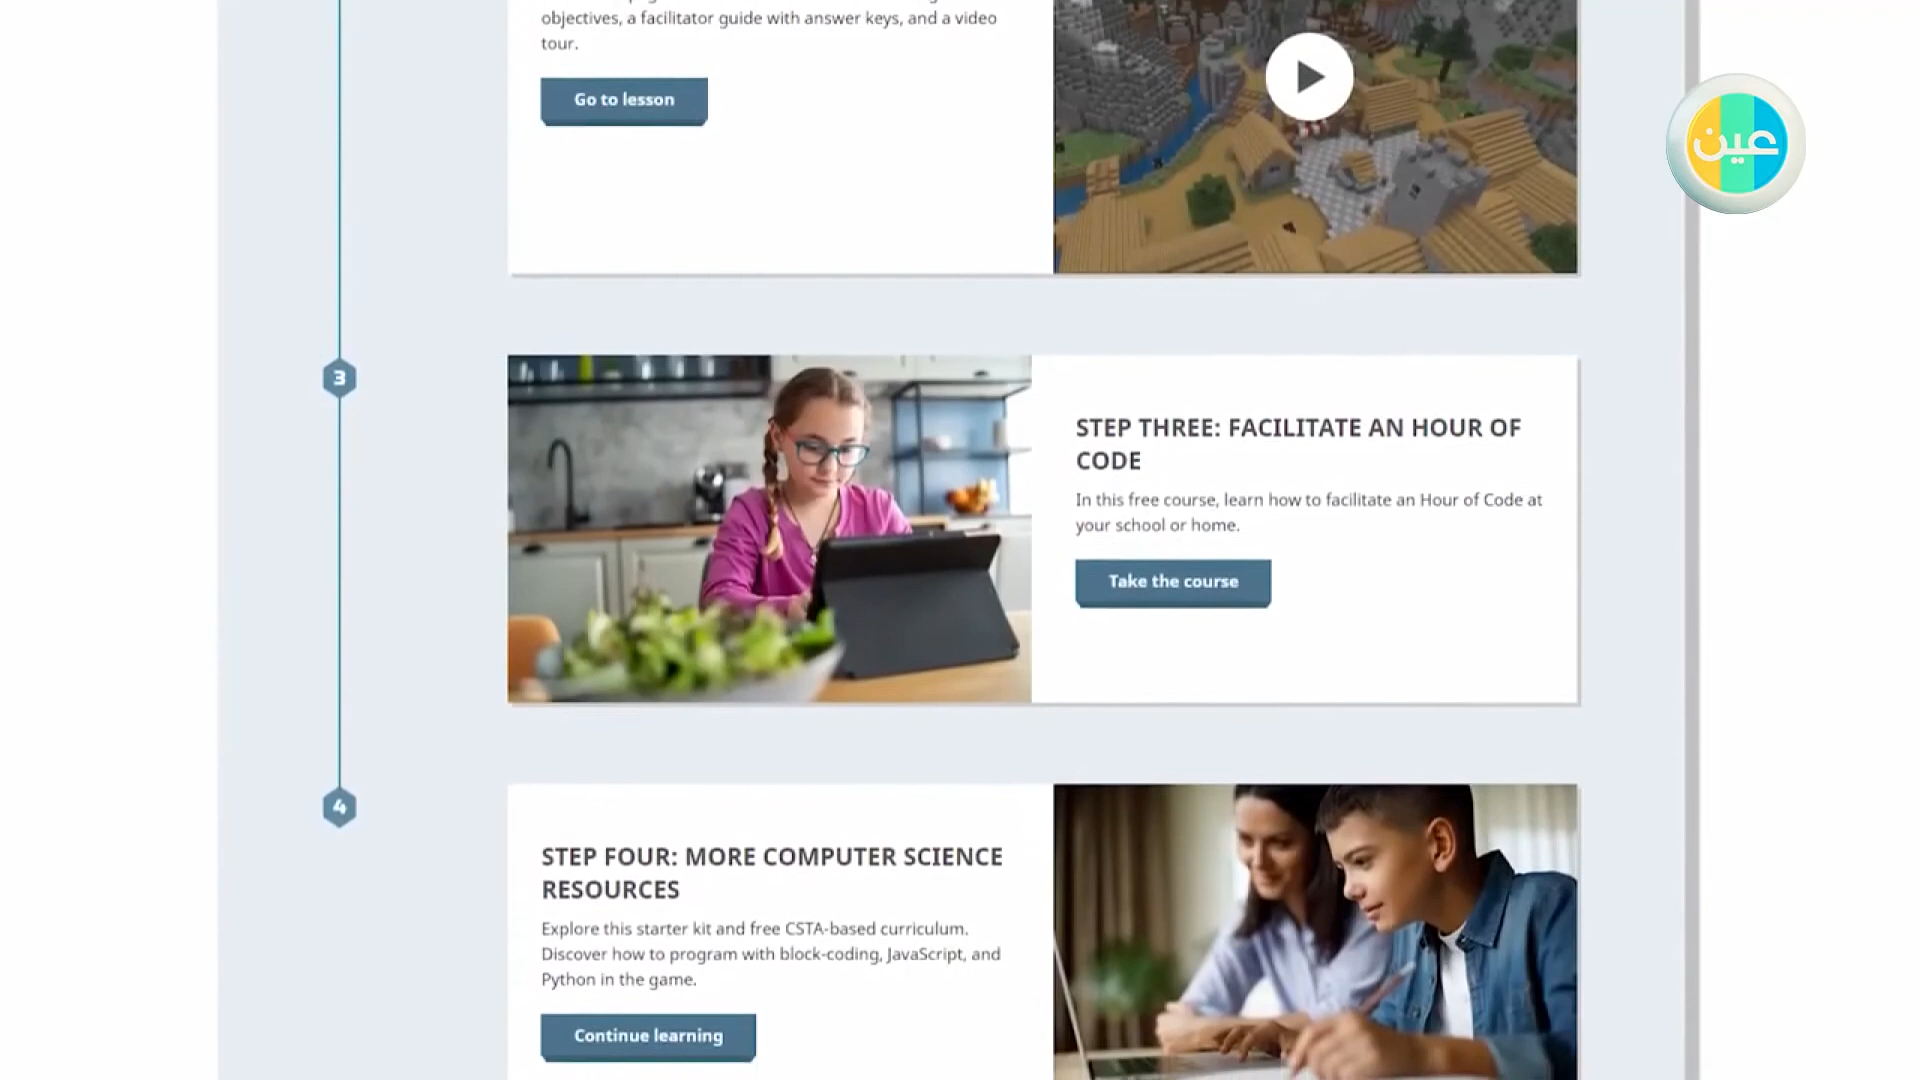 objectives, a facilitator guide with answer keys, and a video
tour.
Go to lesson
عين
3
STEP THREE: FACILITATE AN HOUR OF
CODE
In this free course, learn how to facilitate an Hour of Code at
your school or home.
Take the course
4
STEP FOUR: MORE COMPUTER SCIENCE
RESOURCES
Explore this starter kit and free CSTA-based curriculum.
Discover how to program with block-coding, JavaScript, and
Python in the game.
Continue learning